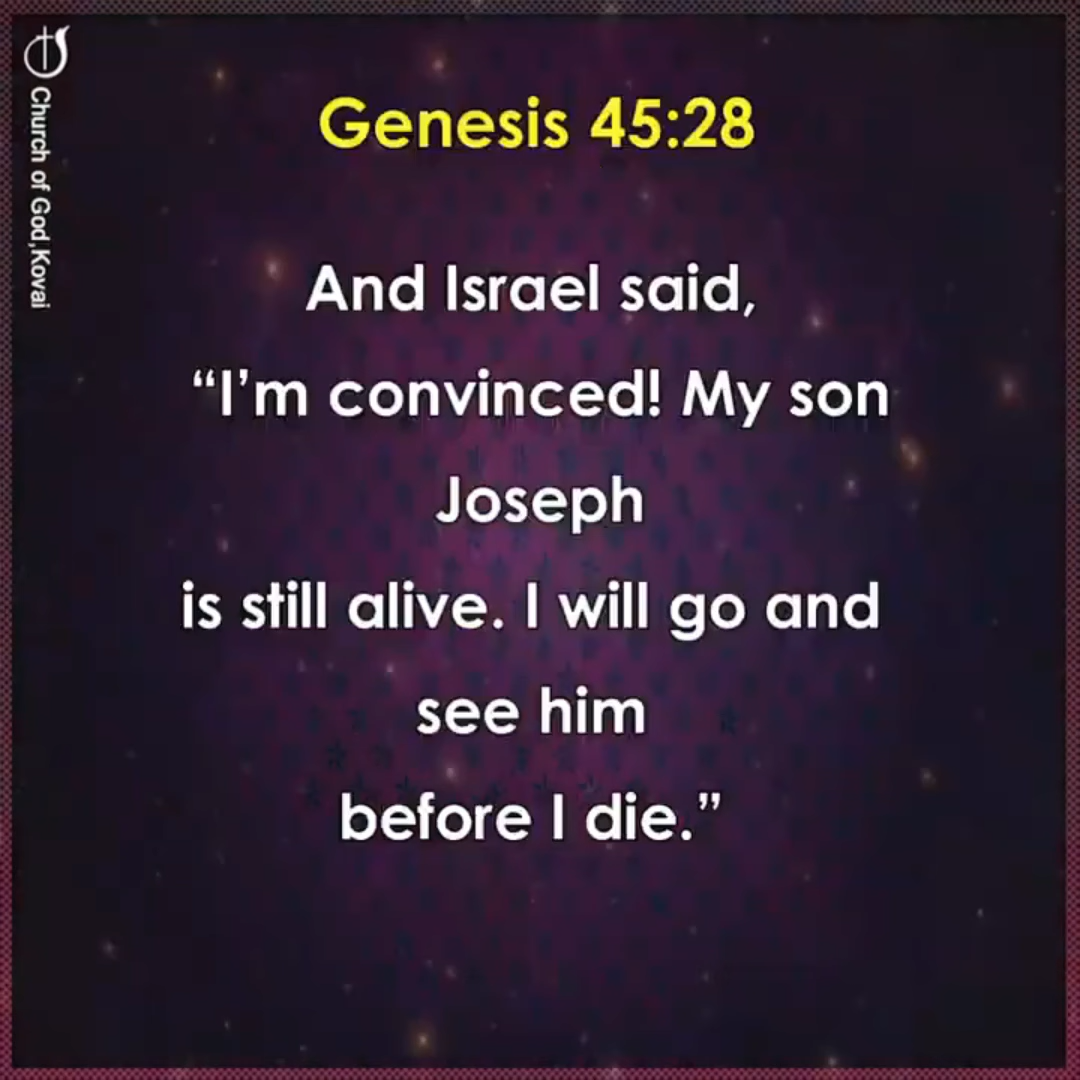 Church of God,Kovai
Genesis 45:28
And Israel said,
“I’m convinced! My son
Joseph
is still alive. I will go and
see him
before I die.”